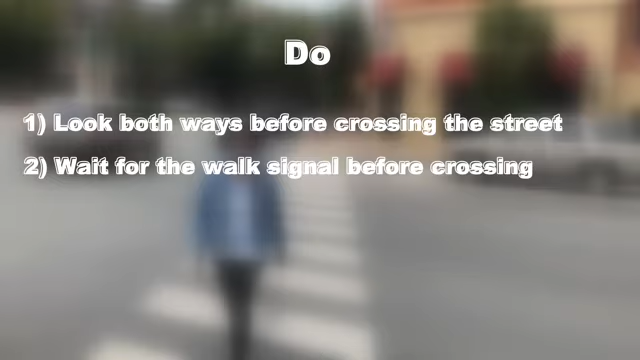 Do
1) Look both ways before crossing the street
2) Wait for the walk signal before crossing